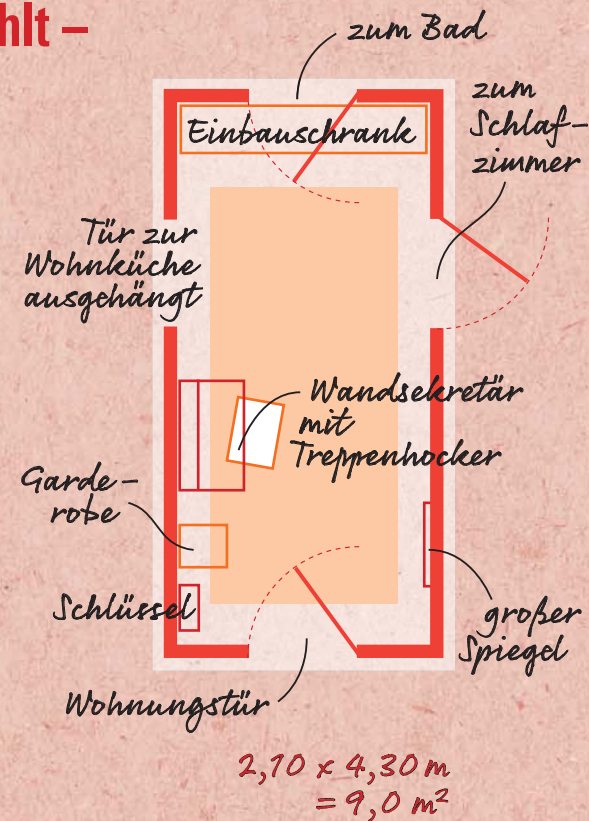 hlt –
zum Bad
zum
Schlaf-
zimmer
Einbauschrank
Tür zur
Wohnküche
ausgehängt
Wandsekretär
mit
Treppenhocker
Garde-
robe
Schlüssel
großer
Spiegel
Wohnungstür
2,10 x 4,30 m
= 9,0 m²